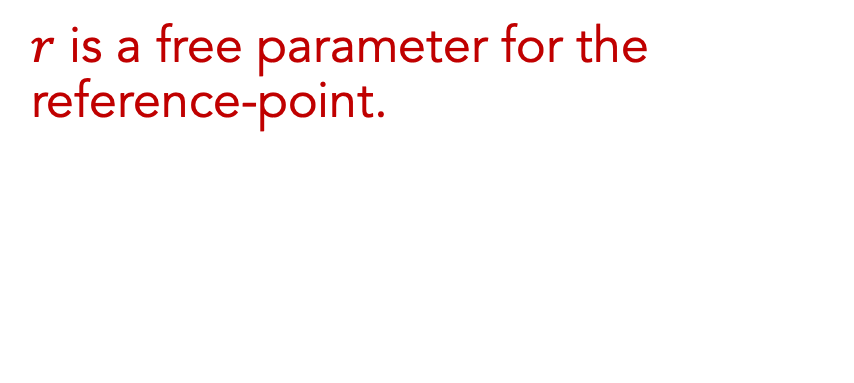 r is a free parameter for the
reference-point.